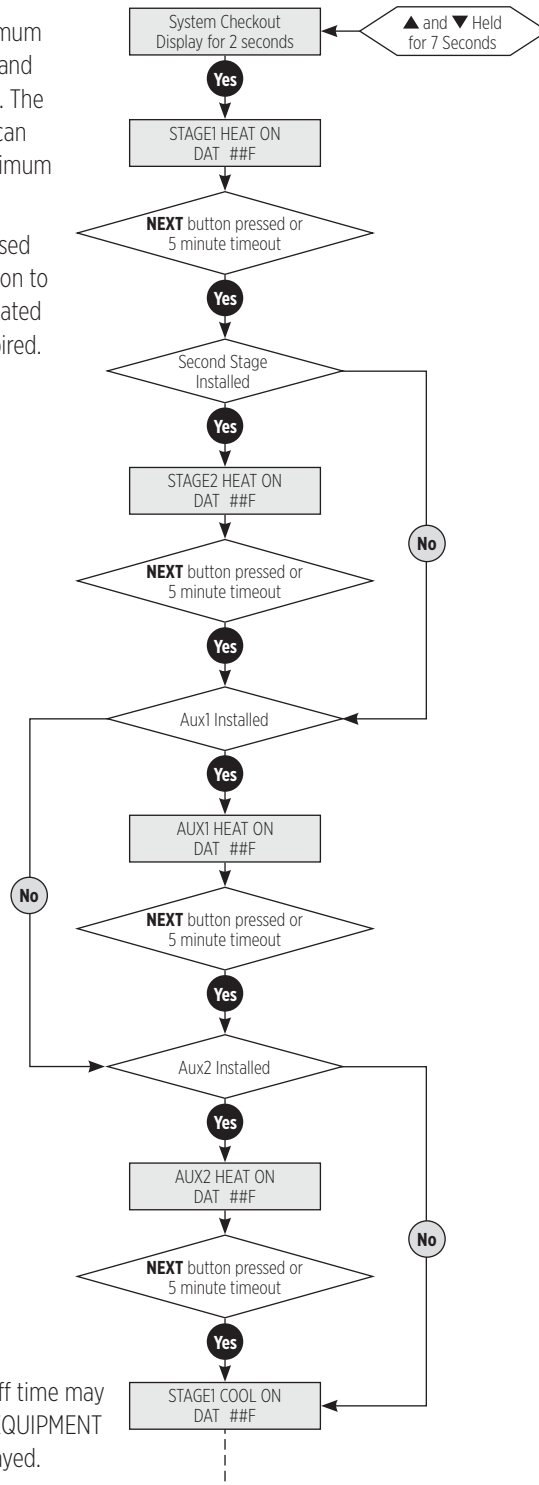 System Checkout
Display for 2 seconds
▲ and ▼ Held
for 7 Seconds
mum
and
. The
can
imum
sed
on to
ated
ired.
Yes
STAGE1 HEAT ON
DAT ##F
NEXT button pressed or
5 minute timeout
Yes
Second Stage
Installed
Yes
STAGE2 HEAT ON
DAT ##F
No
NEXT button pressed or
5 minute timeout
Yes
Aux1 Installed
Yes
AUX1 HEAT ON
DAT ##F
No
NEXT button pressed or
5 minute timeout
Yes
Aux2 Installed
Yes
AUX2 HEAT ON
DAT ##F
No
NEXT button pressed or
5 minute timeout
Yes
STAGE1 COOL ON
DAT ##F
ff time may
EQUIPMENT
ayed.